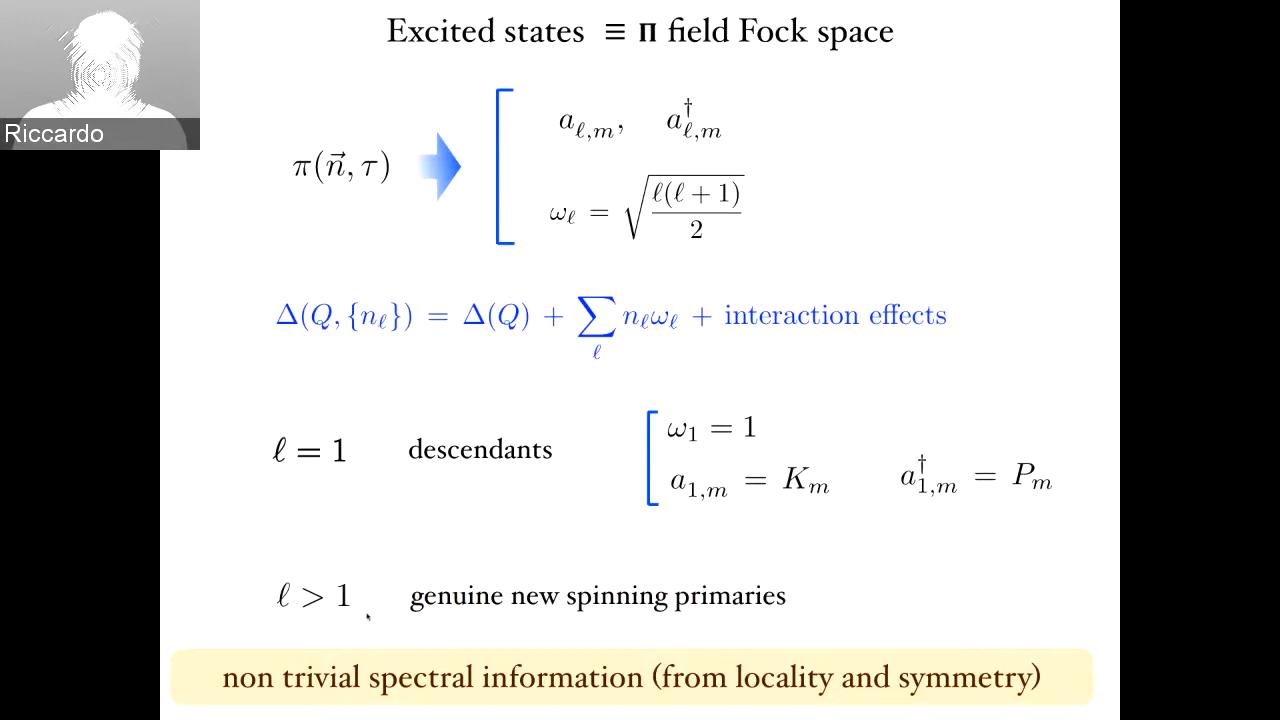 Excited states ≡ π field Fock space
Riccardo
π(n⃗, τ)
a_{ℓ,m}, a†_{ℓ,m}
ω_ℓ = √(ℓ(ℓ + 1)/2)
Δ(Q, {n_ℓ}) = Δ(Q) + ∑_ℓ n_ℓ ω_ℓ + interaction effects
ℓ = 1 descendants
ω_1 = 1
a_{1,m} = K_m a†_{1,m} = P_m
ℓ > 1 genuine new spinning primaries
non trivial spectral information (from locality and symmetry)